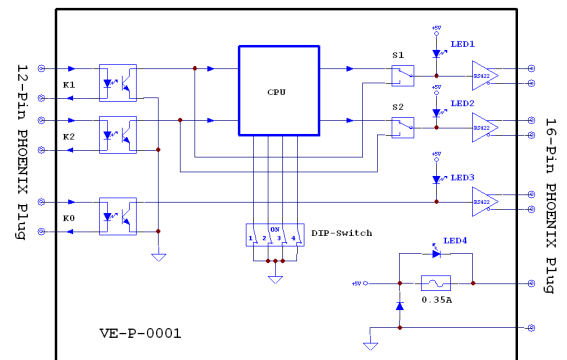 12-Pin PHOENIX Plug
K1
K2
K0
CPU
S1
S2
+5V
LED1
RS422
+5V
LED2
RS422
+5V
LED3
RS422
ON
1 2 3 4
DIP-Switch
LED4
+5V
0.35A
VE-P-0001
16-Pin PHOENIX Plug